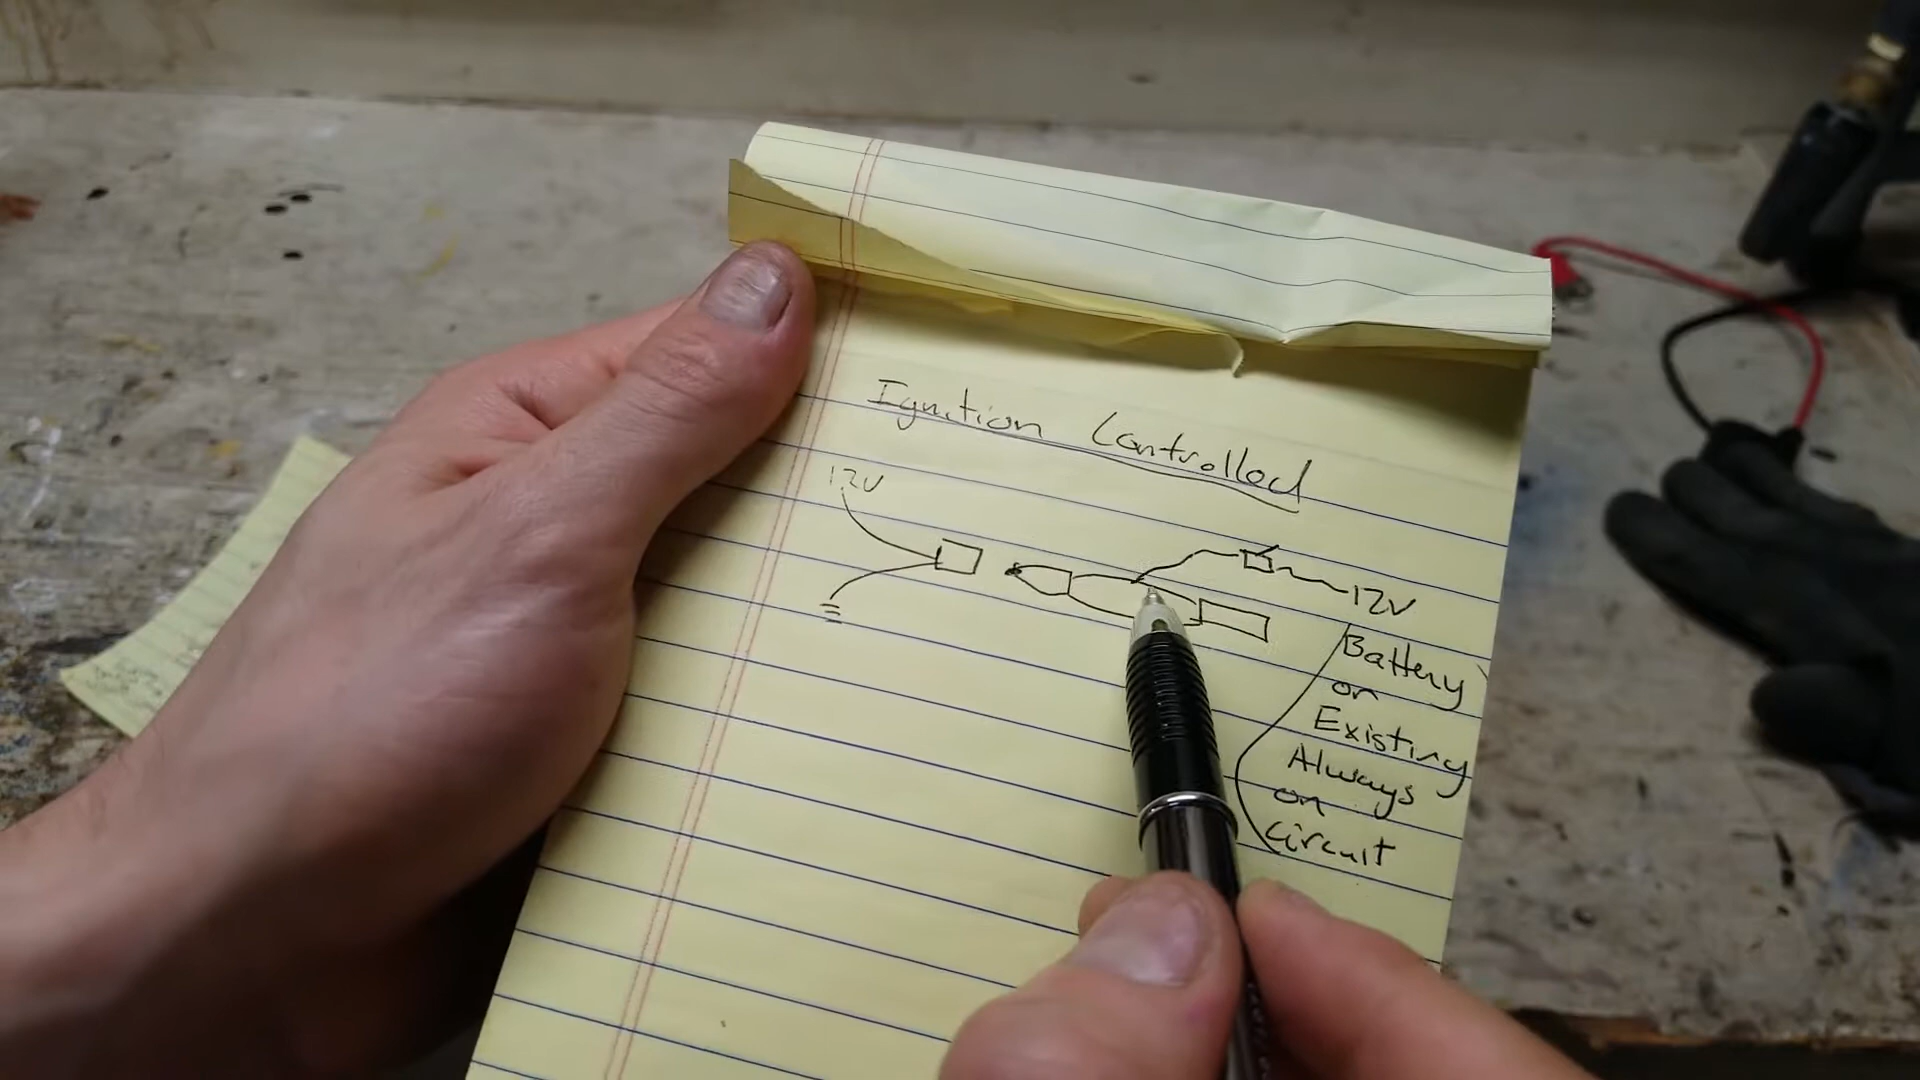 Ignition Controlled
12V
12V
Battery
or
Existing
Always
on
circuit